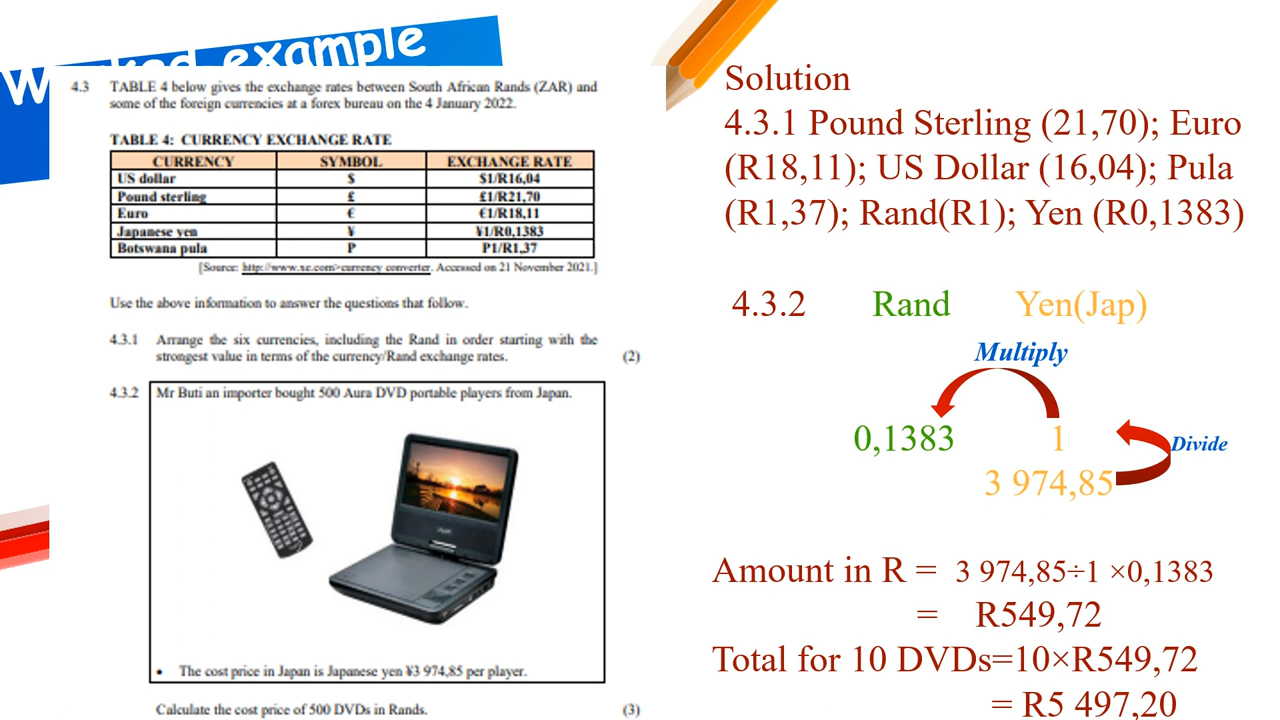 Worked example
4.3 TABLE 4 below gives the exchange rates between South African Rands (ZAR) and
some of the foreign currencies at a forex bureau on the 4 January 2022.
TABLE 4: CURRENCY EXCHANGE RATE
CURRENCY SYMBOL EXCHANGE RATE
US dollar $ $1/R16,04
Pound sterling £ £1/R21,70
Euro € €1/R18,11
Japanese yen ¥ ¥1/R0,1383
Botswana pula P P1/R1,37
[Source: http://www.xe.com>currency converter. Accessed on 21 November 2021.]
Use the above information to answer the questions that follow.
4.3.1 Arrange the six currencies, including the Rand in order starting with the
strongest value in terms of the currency/Rand exchange rates. (2)
4.3.2 Mr Buti an importer bought 500 Aura DVD portable players from Japan.
• The cost price in Japan is Japanese yen ¥3 974,85 per player.
Calculate the cost price of 500 DVDs in Rands. (3)
Solution
4.3.1 Pound Sterling (21,70); Euro
(R18,11); US Dollar (16,04); Pula
(R1,37); Rand(R1); Yen (R0,1383)
4.3.2 Rand Yen(Jap)
Multiply
0,1383 1
Divide
3 974,85
Amount in R = 3 974,85÷1 ×0,1383
= R549,72
Total for 10 DVDs=10×R549,72
= R5 497,20